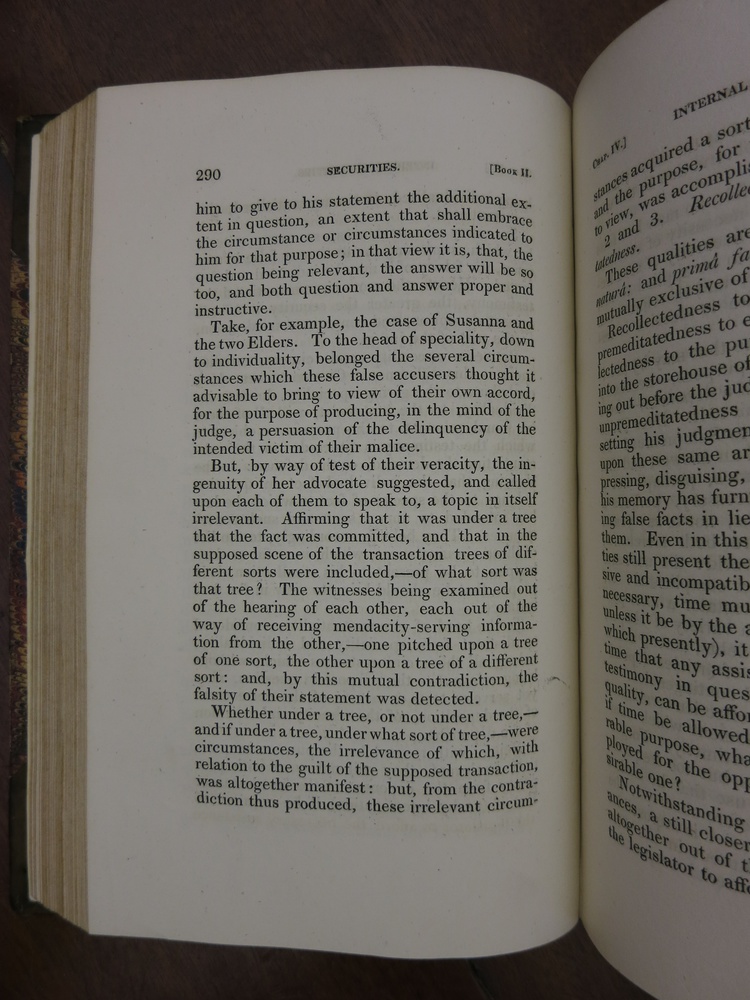 290 SECURITIES. [Book II.
him to give to his statement the additional ex-
tent in question, an extent that shall embrace
the circumstance or circumstances indicated to
him for that purpose; in that view it is, that, the
question being relevant, the answer will be so
too, and both question and answer proper and
instructive.
Take, for example, the case of Susanna and
the two Elders. To the head of speciality, down
to individuality, belonged the several circum-
stances which these false accusers thought it
advisable to bring to view of their own accord,
for the purpose of producing, in the mind of the
judge, a persuasion of the delinquency of the
intended victim of their malice.
But, by way of test of their veracity, the in-
genuity of her advocate suggested, and called
upon each of them to speak to, a topic in itself
irrelevant. Affirming that it was under a tree
that the fact was committed, and that in the
supposed scene of the transaction trees of dif-
ferent sorts were included,—of what sort was
that tree? The witnesses being examined out
of the hearing of each other, each out of the
way of receiving mendacity-serving informa-
tion from the other,—one pitched upon a tree
of one sort, the other upon a tree of a different
sort: and, by this mutual contradiction, the
falsity of their statement was detected.
Whether under a tree, or not under a tree,—
and if under a tree, under what sort of tree,—were
circumstances, the irrelevance of which, with
relation to the guilt of the supposed transaction,
was altogether manifest: but, from the contra-
diction thus produced, these irrelevant circum-
Chap. IV.] INTERNAL
stances acquired a sort
and the purpose, for
to view, was accompli
2 and 3. Recollec
tatedness.
These qualities are
naturâ: and primâ fa
mutually exclusive of
Recollectedness to
premeditatedness to e
lectedness to the pu
into the storehouse of
ing out before the jud
unpremeditatedness
setting his judgmen
upon these same ar
pressing, disguising,
his memory has furn
ing false facts in lie
them. Even in this
ties still present the
sive and incompatib
necessary, time mu
unless it be by the a
which presently), it
time that any assis
testimony in ques
quality, can be affor
if time be allowed
rable purpose, wha
ployed for the opp
sirable one?
Notwithstanding
ances, a still closer
altogether out of t
the legislator to affo